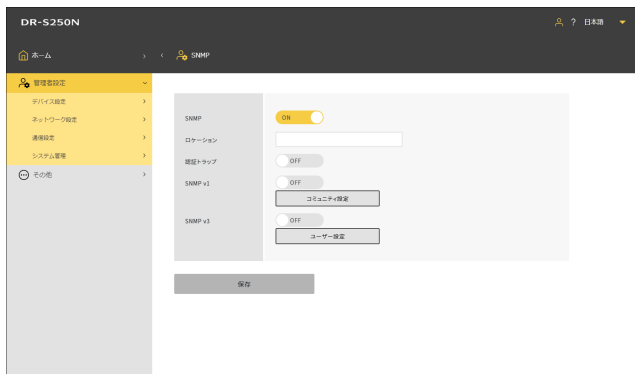 DR-S250N
? 日本語
ホーム
SNMP
管理者設定
デバイス設定
ネットワーク設定
通信設定
システム管理
その他
SNMP ON
ロケーション
認証トラップ OFF
SNMP v1 OFF
コミュニティ設定
SNMP v3 OFF
ユーザー設定
保存